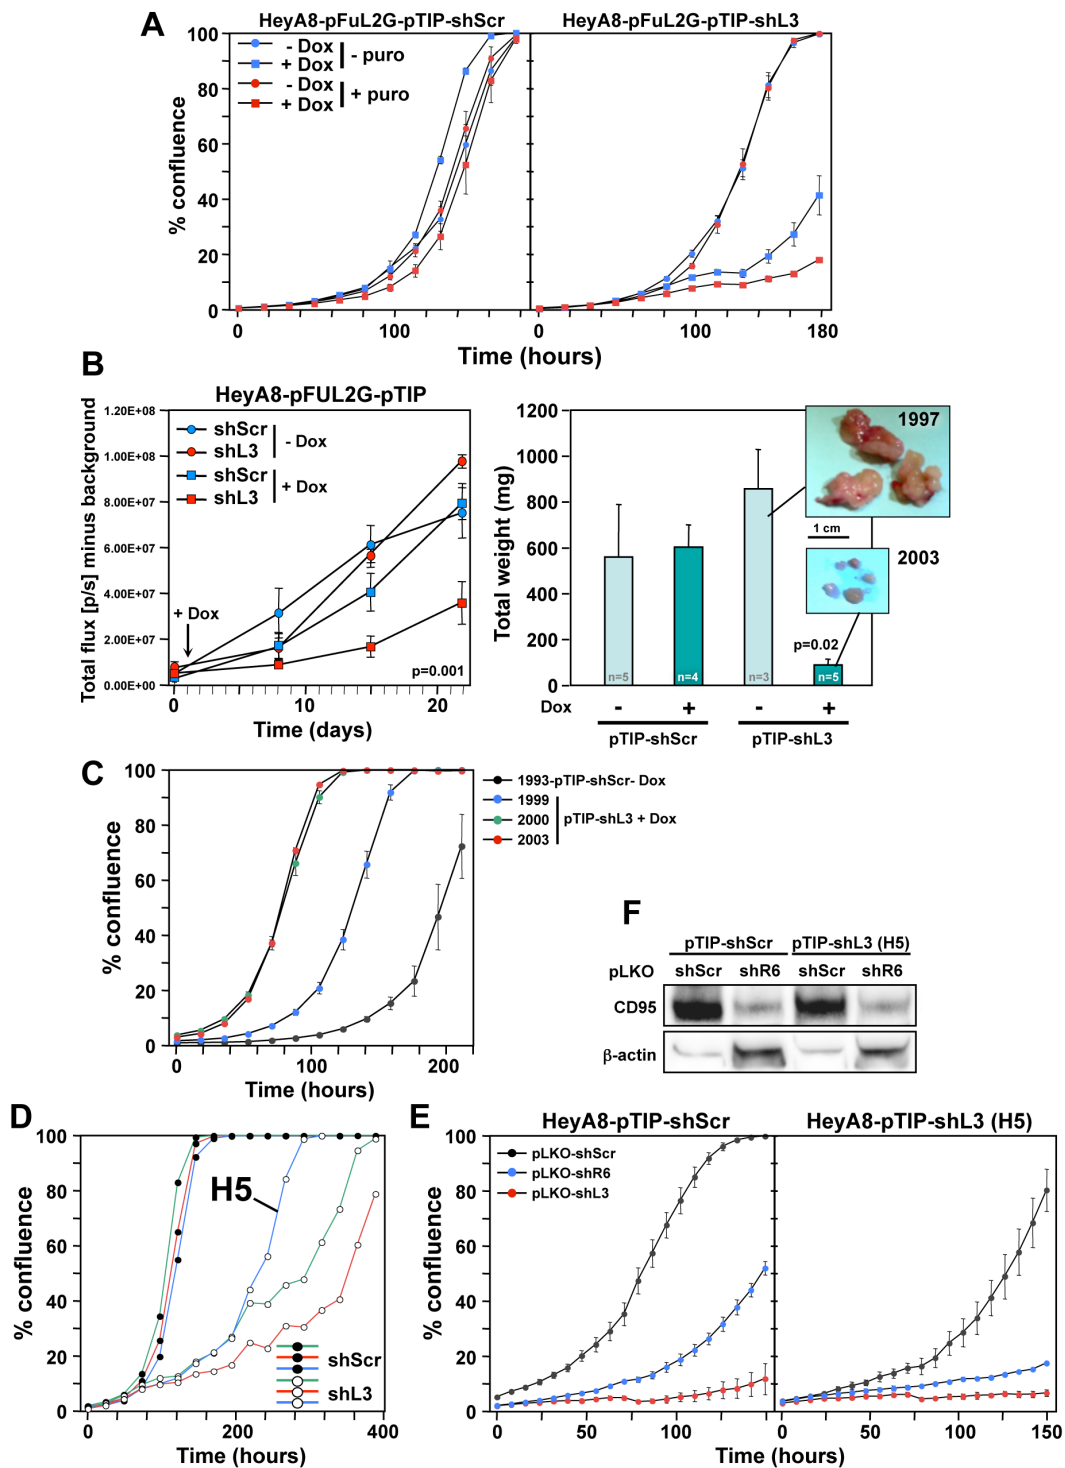 A
HeyA8-pFuL2G-pTIP-shScr
HeyA8-pFuL2G-pTIP-shL3
% confluence
100
80
60
40
20
0
- Dox
+ Dox
- puro
- Dox
+ Dox
+ puro
0
100
0
100
180
Time (hours)
B
HeyA8-pFUL2G-pTIP
Total flux [p/s] minus background
1.20E+08
1.00E+08
8.00E+07
6.00E+07
4.00E+07
2.00E+07
0.00E+00
shScr
shL3
- Dox
shScr
shL3
+ Dox
+ Dox
p=0.001
0
10
20
Time (days)
Total weight (mg)
1200
1000
800
600
400
200
0
1997
1 cm
2003
p=0.02
n=5
n=4
n=3
n=5
Dox
-
+
-
+
pTIP-shScr
pTIP-shL3
C
% confluence
100
80
60
40
20
0
0
100
200
Time (hours)
1993-pTIP-shScr- Dox
1999
2000
2003
pTIP-shL3 + Dox
F
pTIP-shScr
pTIP-shL3 (H5)
pLKO
shScr
shR6
shScr
shR6
CD95
β-actin
D
% confluence
100
80
60
40
20
0
H5
shScr
shL3
0
200
400
Time (hours)
E
HeyA8-pTIP-shScr
HeyA8-pTIP-shL3 (H5)
% confluence
100
80
60
40
20
0
pLKO-shScr
pLKO-shR6
pLKO-shL3
0
50
100
0
50
100
150
Time (hours)